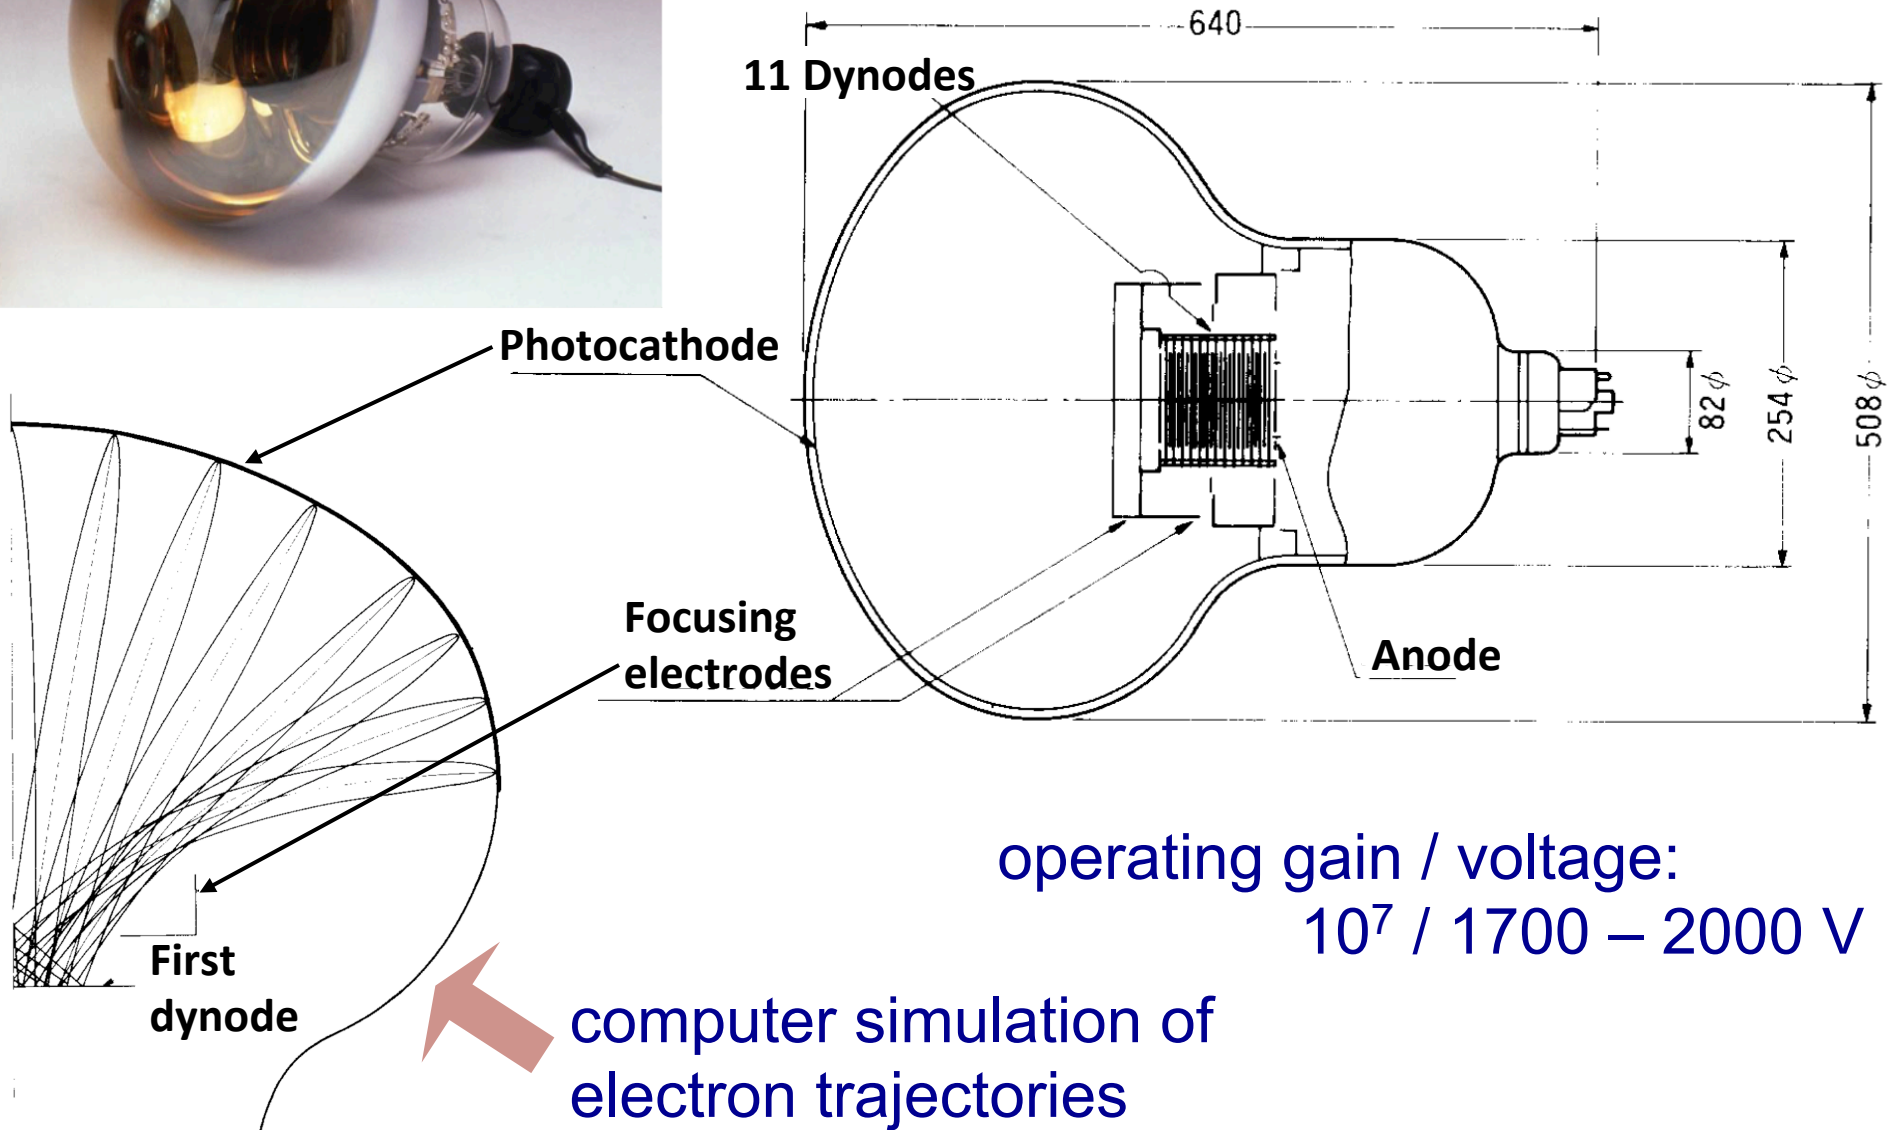 640
11 Dynodes
Photocathode
82 ϕ
254 ϕ
508 ϕ
Focusing
electrodes
Anode
operating gain / voltage:
10⁷ / 1700 – 2000 V
First
dynode
computer simulation of
electron trajectories